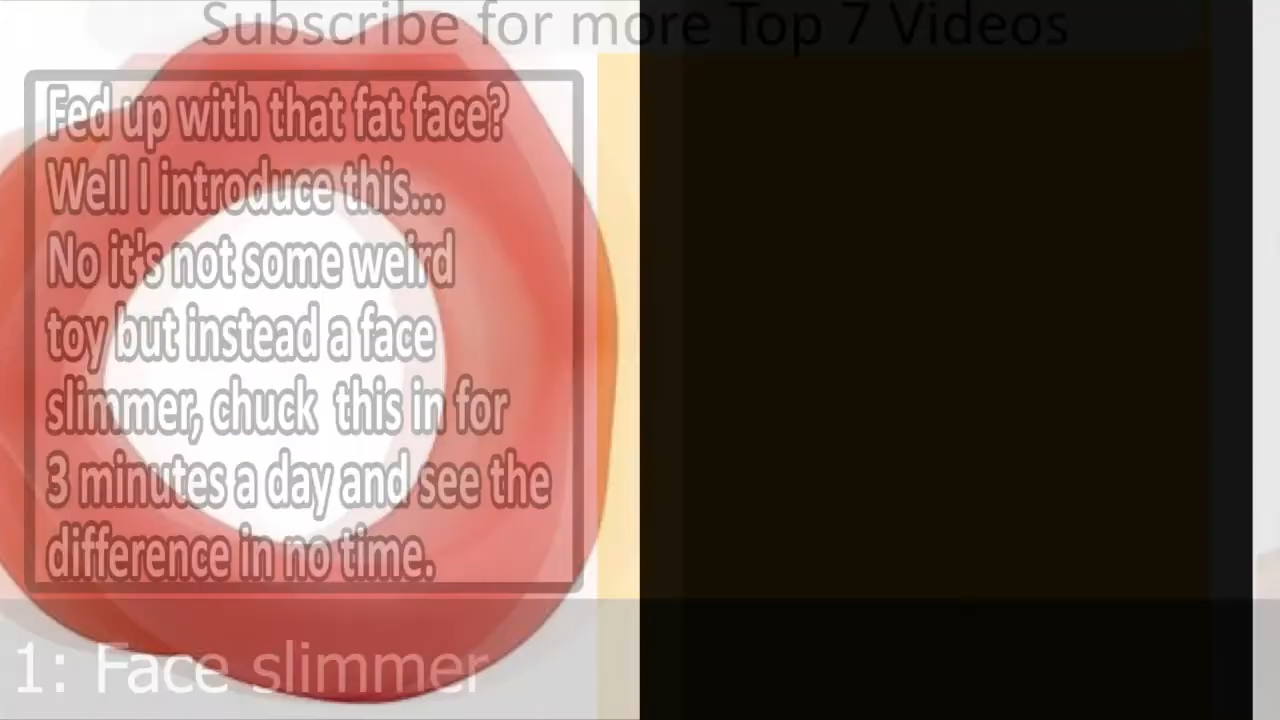 Subscribe for more Top 7 Videos
Fed up with that fat face?
Well I introduce this...
No it's not some weird
toy but instead a face
slimmer, chuck this in for
3 minutes a day and see the
difference in no time.
1: Face slimmer